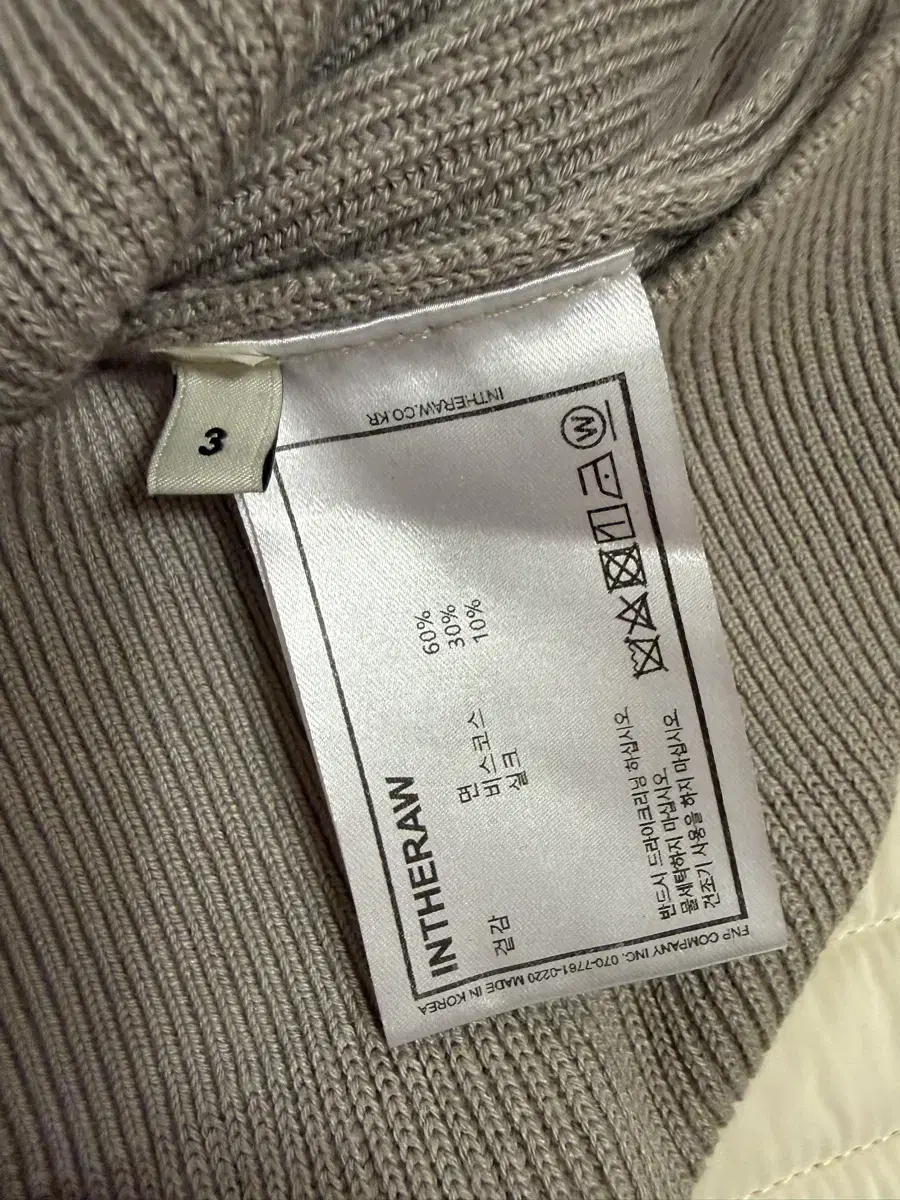 3
INTHERAW.CO.KR
INTHERAW
겉감 면 60%
비스코스 30%
실크 10%
반드시 드라이크리닝 하십시오
물세탁하지 마십시오
건조기 사용을 하지 마십시오
W
FNP COMPANY INC. 070-7761-0220 MADE IN KOREA